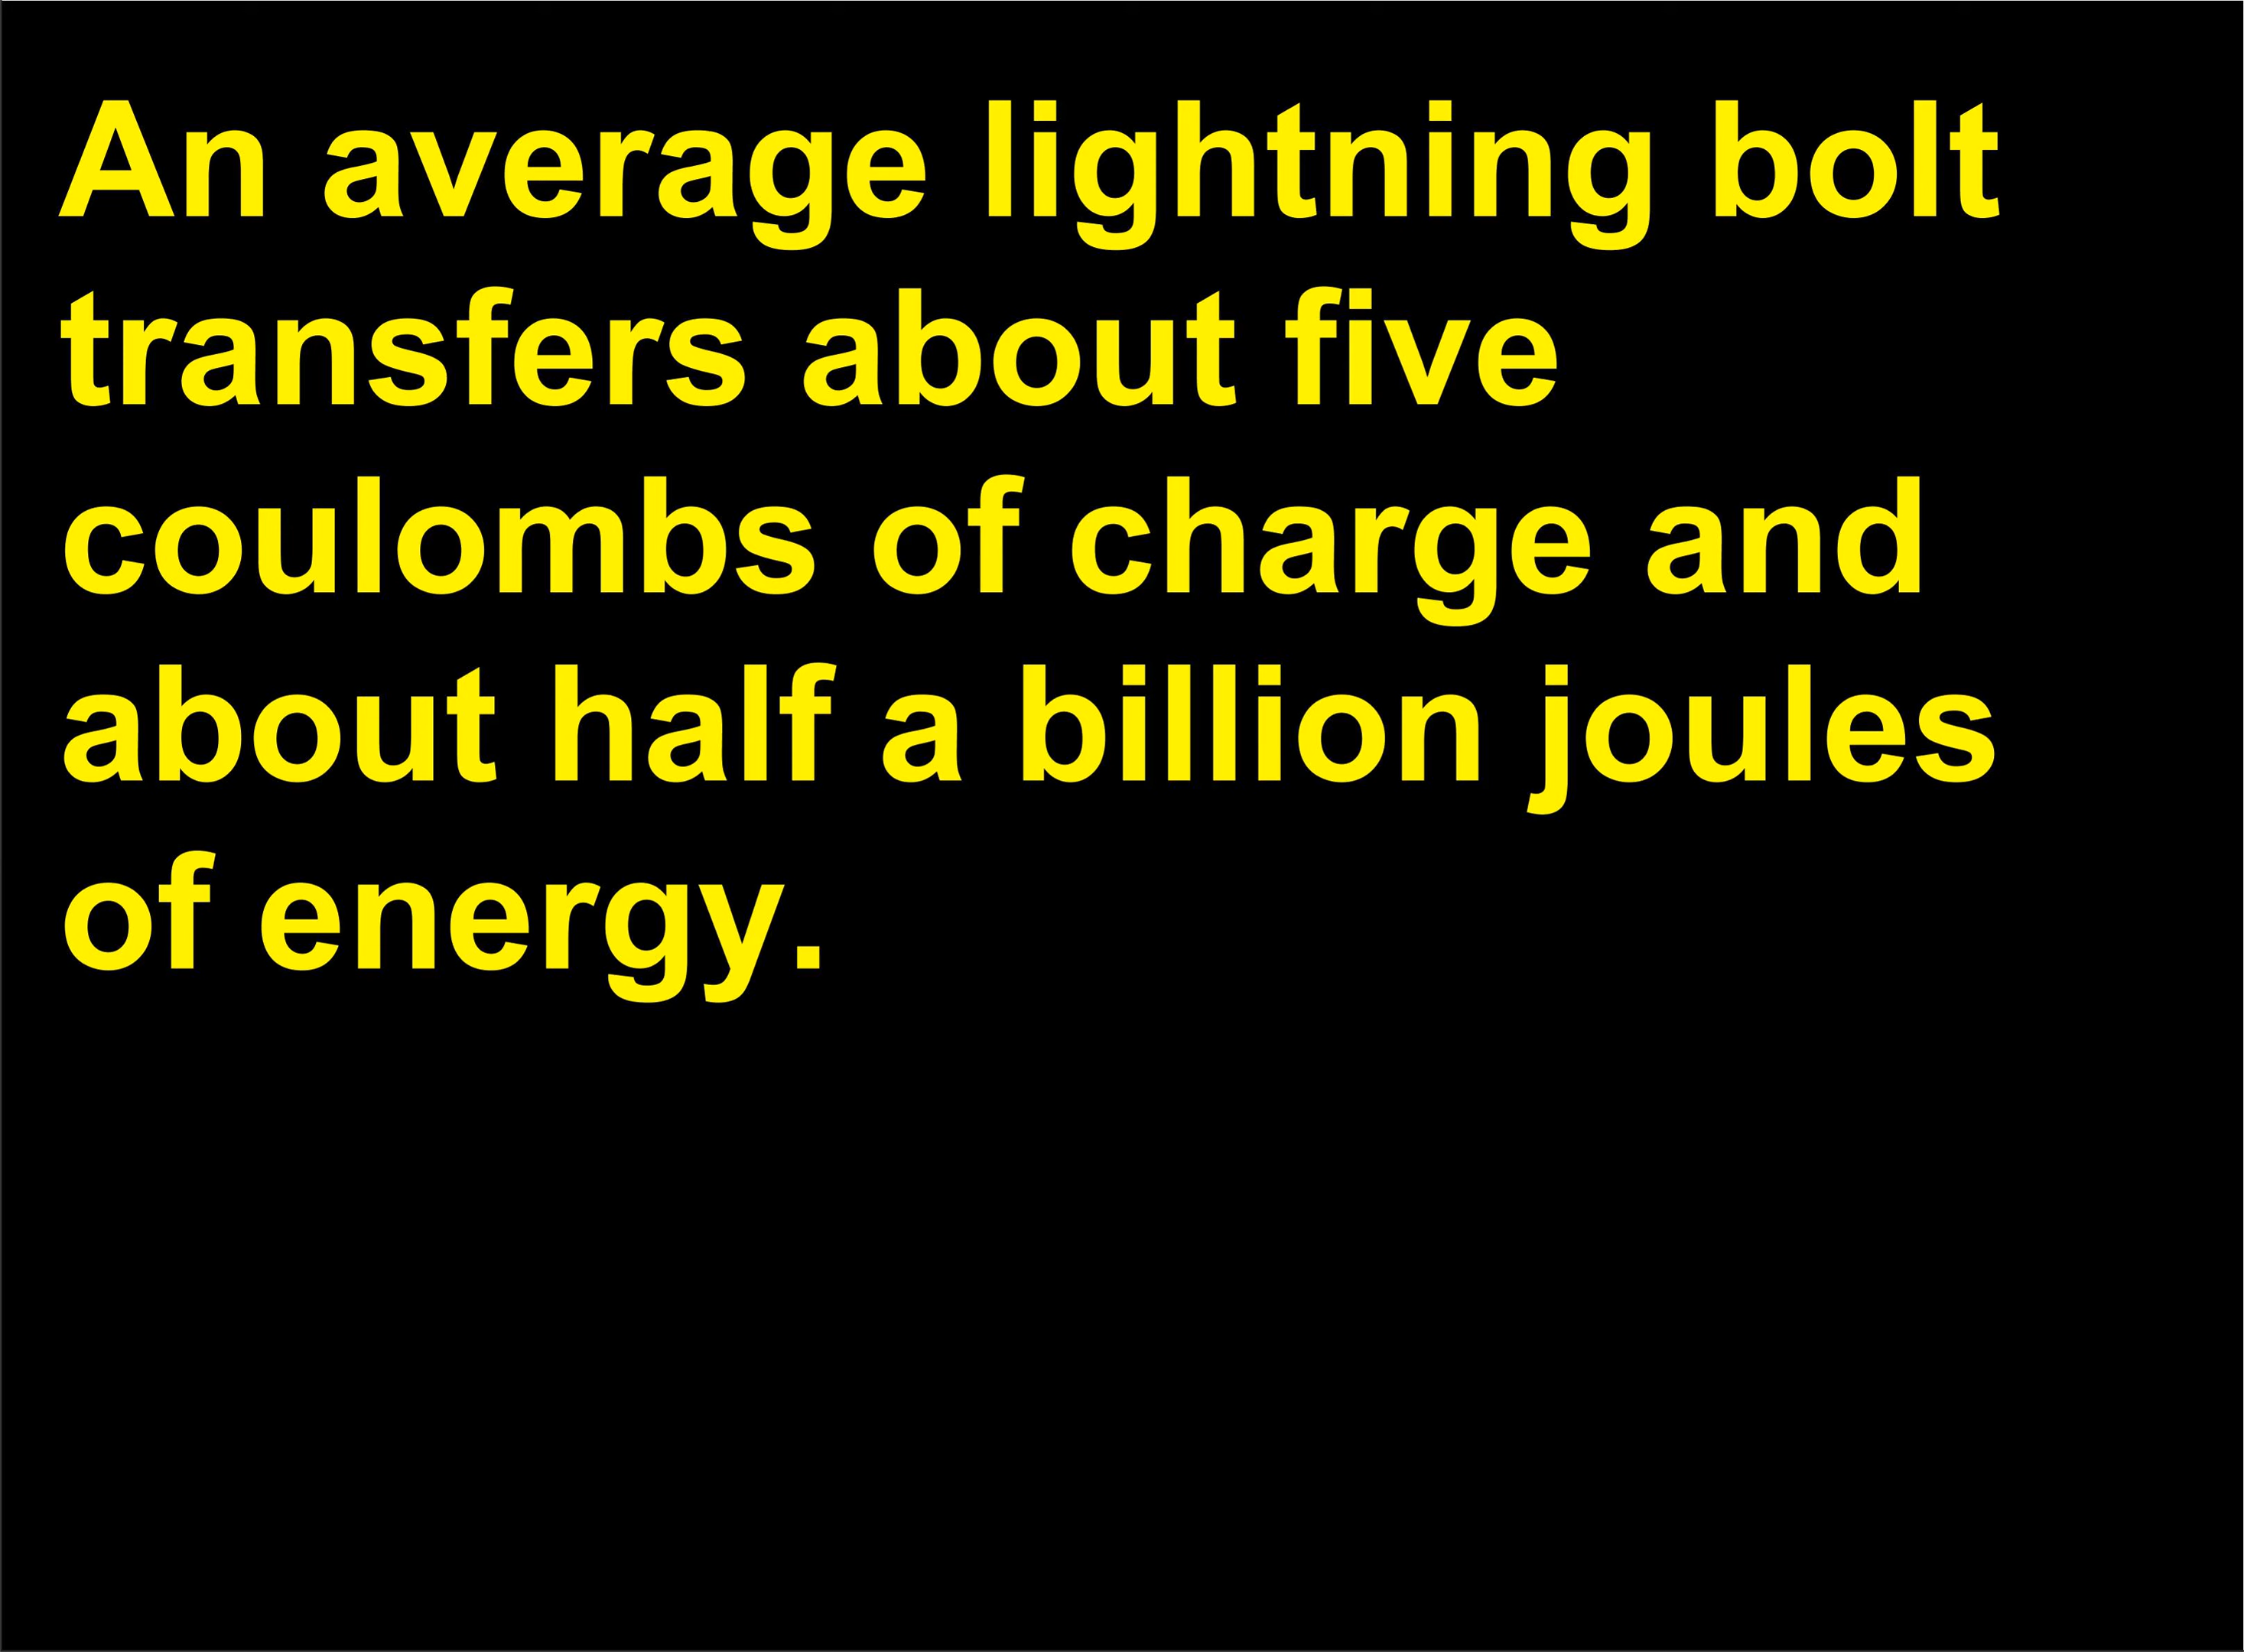 An average lightning bolt
transfers about five
coulombs of charge and
about half a billion joules
of energy.